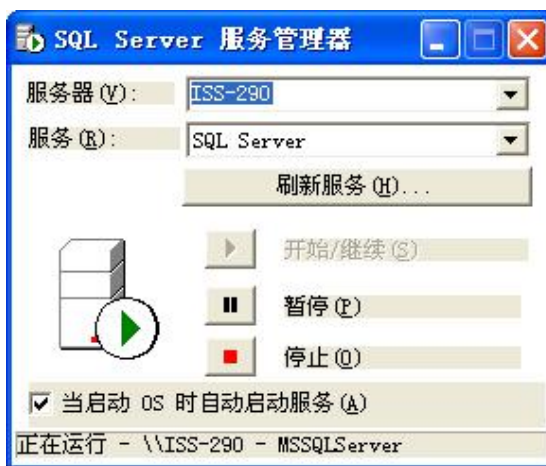 SQL Server 服务管理器
服务器(V): ISS-290
服务(R): SQL Server
刷新服务(H)...
开始/继续(S)
暂停(P)
停止(O)
当启动 OS 时自动启动服务(A)
正在运行 - \\ISS-290 - MSSQLServer